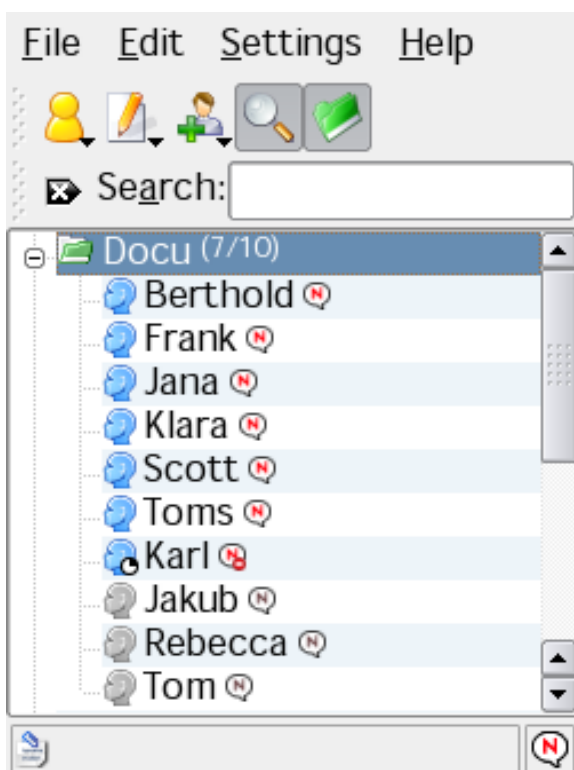 File Edit Settings Help
Search:
Docu (7/10)
Berthold N
Frank N
Jana N
Klara N
Scott N
Toms N
Karl N
Jakub N
Rebecca N
Tom N
N